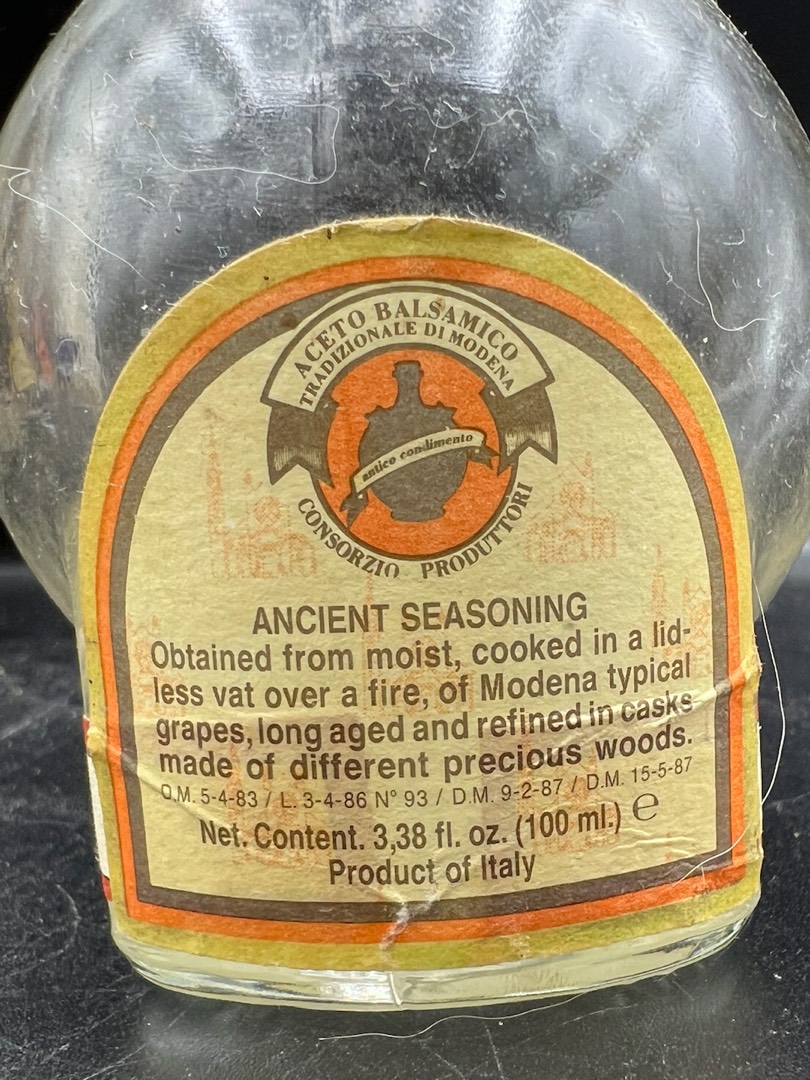 ACETO BALSAMICO
TRADIZIONALE DI MODENA
antico condimento
CONSORZIO PRODUTTORI
ANCIENT SEASONING
Obtained from moist, cooked in a lid-
less vat over a fire, of Modena typical
grapes, long aged and refined in casks
made of different precious woods.
D.M. 5-4-83 / L. 3-4-86 N° 93 / D.M. 9-2-87 / D.M. 15-5-87
Net. Content. 3,38 fl. oz. (100 ml.) ℮
Product of Italy